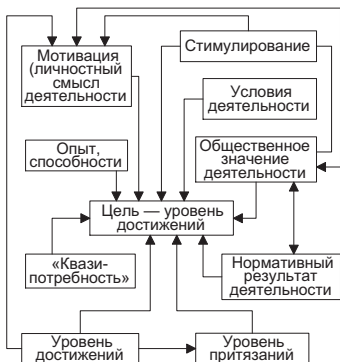 Мотивация
(личностный
смысл
деятельности
Стимулирование
Условия
деятельности
Опыт,
способности
Общественное
значение
деятельности
Цель — уровень
достижений
«Квази-
потребность»
Нормативный
результат
деятельности
Уровень
достижений
Уровень
притязаний